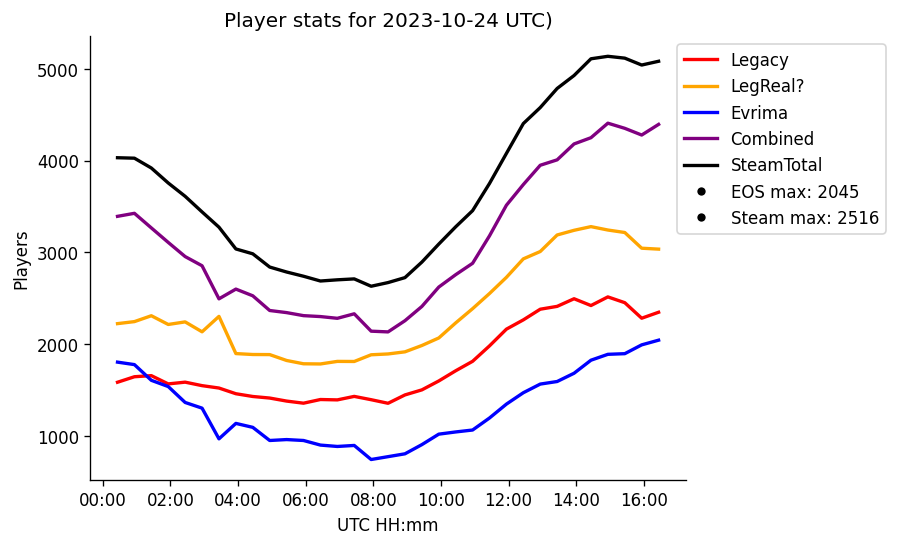 Player stats for 2023-10-24 UTC)
Legacy
LegReal?
Evrima
Combined
SteamTotal
EOS max: 2045
Steam max: 2516
Players
5000
4000
3000
2000
1000
00:00 02:00 04:00 06:00 08:00 10:00 12:00 14:00 16:00
UTC HH:mm